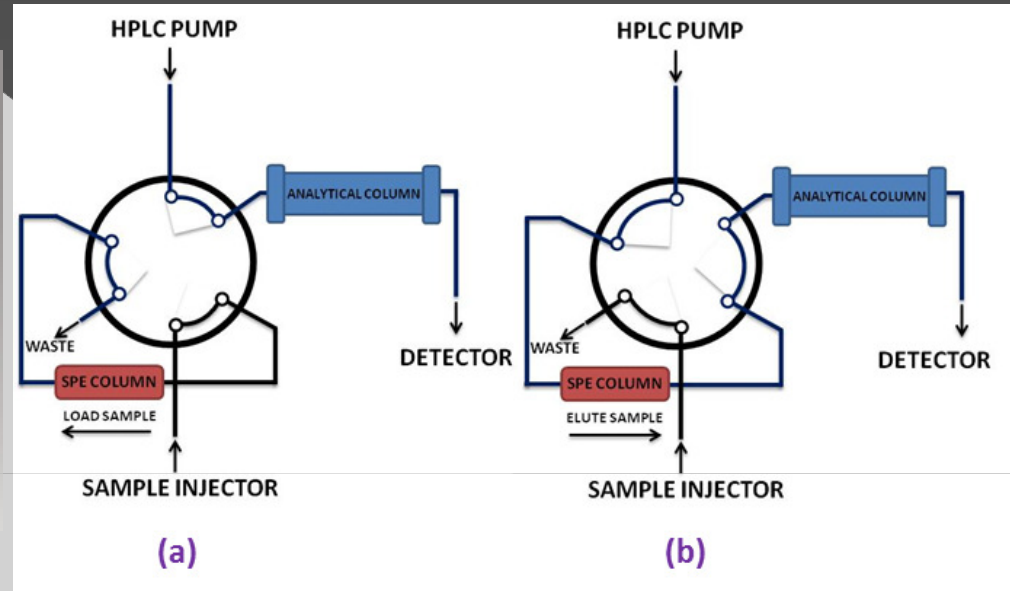 HPLC PUMP
ANALYTICAL COLUMN
WASTE
DETECTOR
SPE COLUMN
LOAD SAMPLE
SAMPLE INJECTOR
(a)
HPLC PUMP
ANALYTICAL COLUMN
WASTE
DETECTOR
SPE COLUMN
ELUTE SAMPLE
SAMPLE INJECTOR
(b)